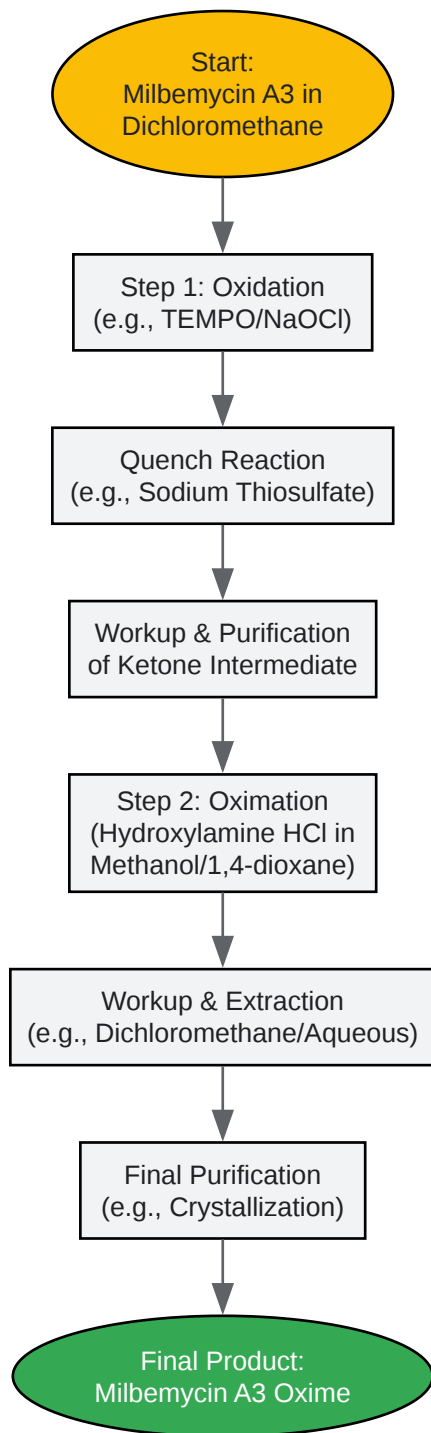 Start:
Milbemycin A3 in
Dichloromethane
Step 1: Oxidation
(e.g., TEMPO/NaOCl)
Quench Reaction
(e.g., Sodium Thiosulfate)
Workup & Purification
of Ketone Intermediate
Step 2: Oximation
(Hydroxylamine HCl in
Methanol/1,4-dioxane)
Workup & Extraction
(e.g., Dichloromethane/Aqueous)
Final Purification
(e.g., Crystallization)
Final Product:
Milbemycin A3 Oxime